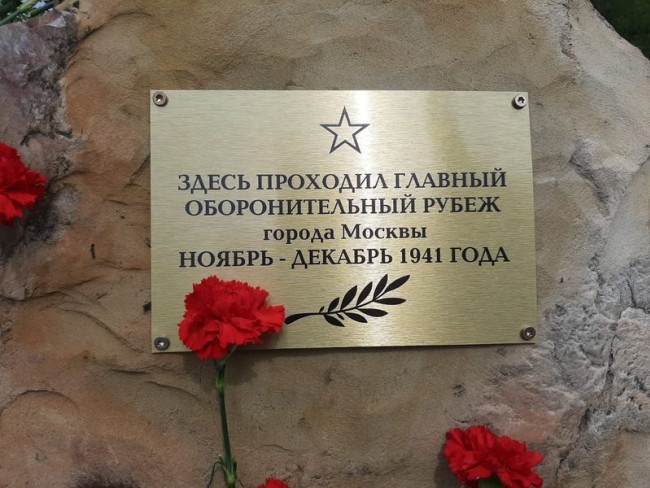 ЗДЕСЬ ПРОХОДИЛ ГЛАВНЫЙ
ОБОРОНИТЕЛЬНЫЙ РУБЕЖ
города Москвы
НОЯБРЬ - ДЕКАБРЬ 1941 ГОДА